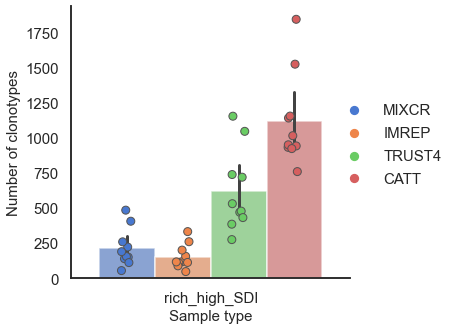 Number of clonotypes
1750
1500
1250
1000
750
500
250
0
rich_high_SDI
Sample type
MIXCR
IMREP
TRUST4
CATT